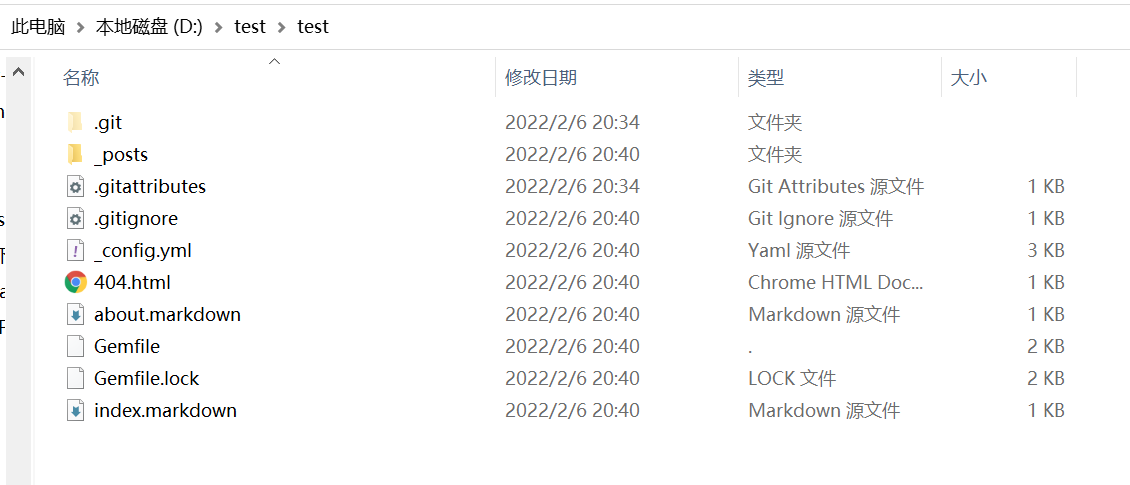 此电脑 本地磁盘 (D:) test test
名称 修改日期 类型 大小
.git 2022/2/6 20:34 文件夹
_posts 2022/2/6 20:40 文件夹
.gitattributes 2022/2/6 20:34 Git Attributes 源文件 1 KB
.gitignore 2022/2/6 20:40 Git Ignore 源文件 1 KB
_config.yml 2022/2/6 20:40 Yaml 源文件 3 KB
404.html 2022/2/6 20:40 Chrome HTML Doc... 1 KB
about.markdown 2022/2/6 20:40 Markdown 源文件 1 KB
Gemfile 2022/2/6 20:40 . 2 KB
Gemfile.lock 2022/2/6 20:40 LOCK 文件 2 KB
index.markdown 2022/2/6 20:40 Markdown 源文件 1 KB